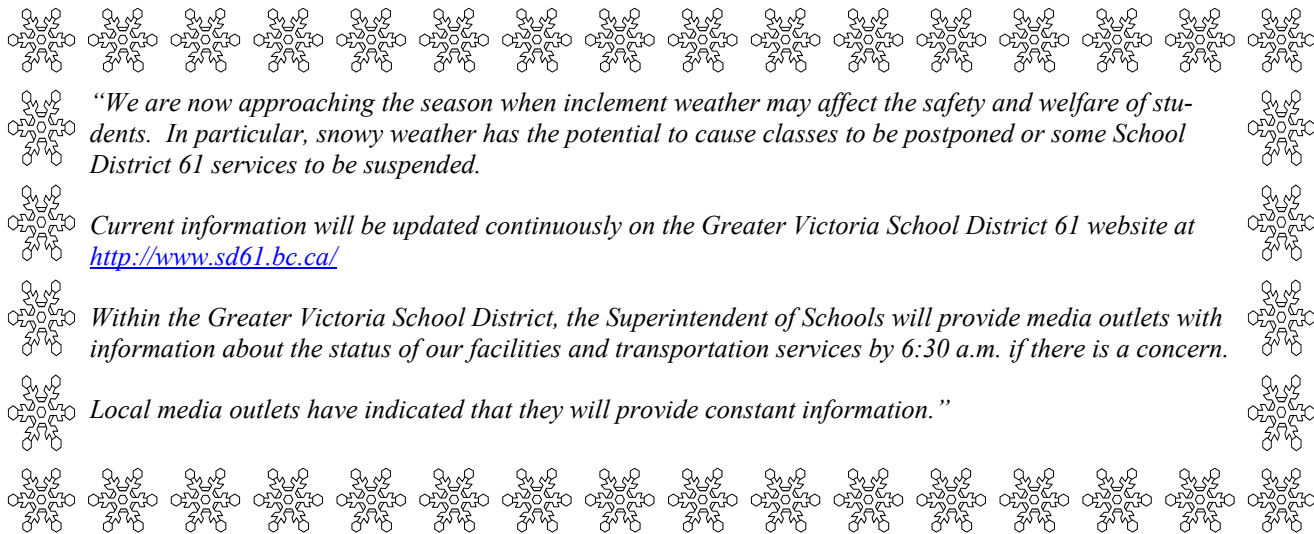 “We are now approaching the season when inclement weather may affect the safety and welfare of stu-
dents.  In particular, snowy weather has the potential to cause classes to be postponed or some School
District 61 services to be suspended.
Current information will be updated continuously on the Greater Victoria School District 61 website at
http://www.sd61.bc.ca/
Within the Greater Victoria School District, the Superintendent of Schools will provide media outlets with
information about the status of our facilities and transportation services by 6:30 a.m. if there is a concern.
Local media outlets have indicated that they will provide constant information.”